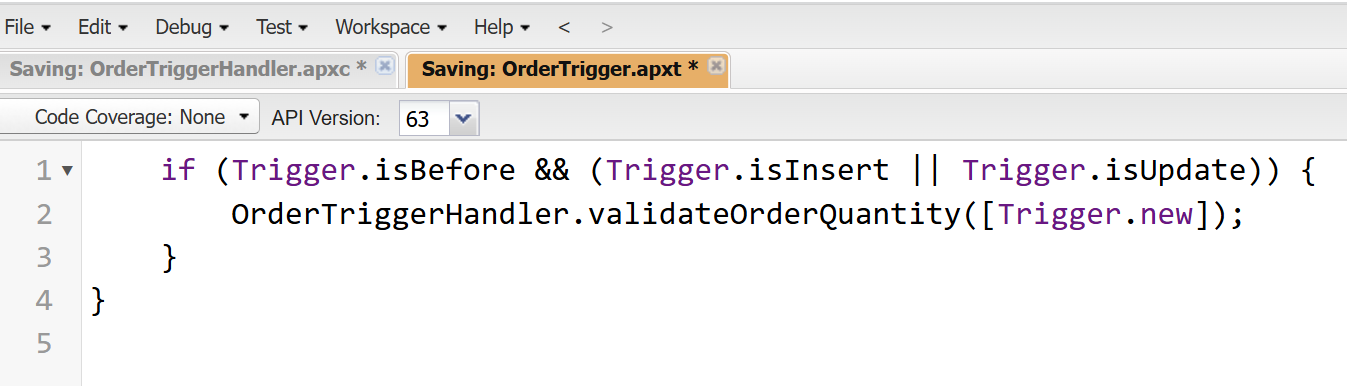 File Edit Debug Test Workspace Help < >
Saving: OrderTriggerHandler.apxc * Saving: OrderTrigger.apxt *
Code Coverage: None API Version: 63
1 if (Trigger.isBefore && (Trigger.isInsert || Trigger.isUpdate)) {
2 OrderTriggerHandler.validateOrderQuantity([Trigger.new]);
3 }
4 }
5